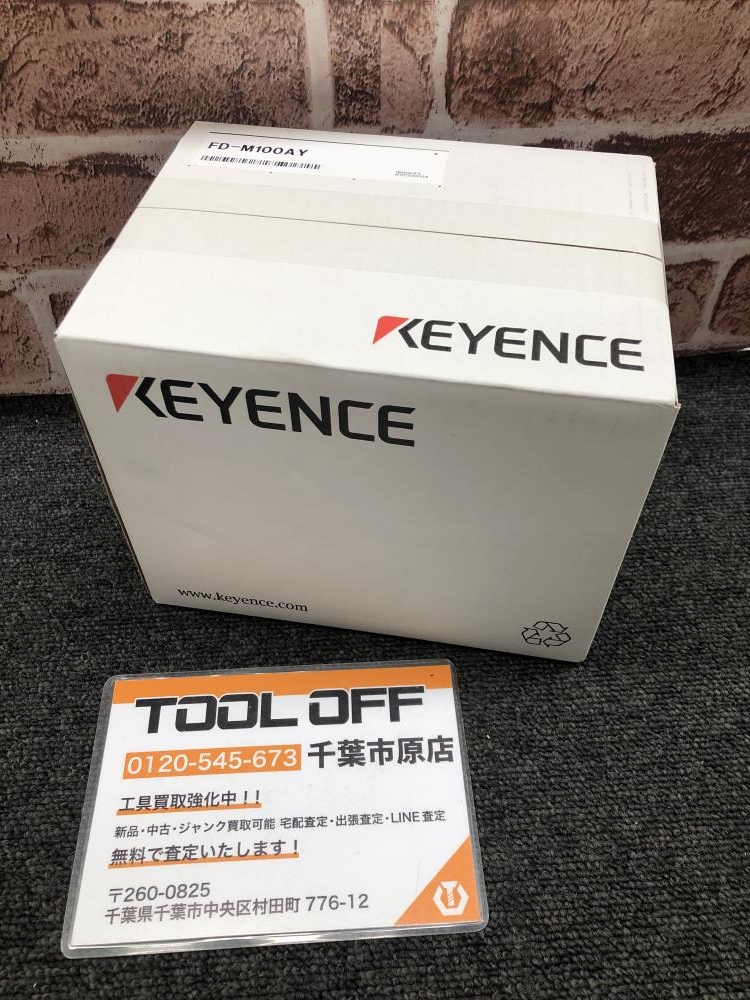 FD-M100AY
KEYENCE
KEYENCE
www.keyence.com
TOOL OFF
0120-545-673 千葉市原店
工具買取強化中！！
新品・中古・ジャンク買取可能 宅配査定・出張査定・LINE査定
無料で査定いたします！
〒260-0825
千葉県千葉市中央区村田町 776-12